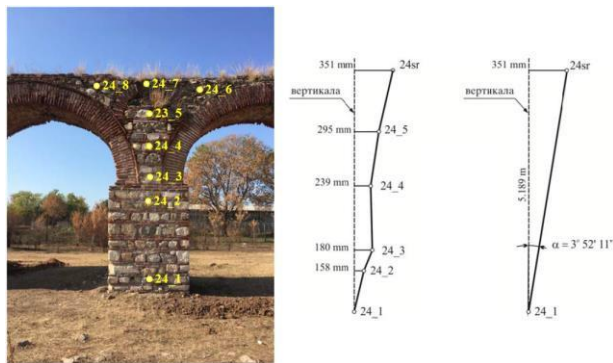 24_8
24_7
24_6
23_5
24_4
24_3
24_2
24_1
351 mm
24sr
вертикала
295 mm
24_5
239 mm
24_4
180 mm
24_3
158 mm
24_2
24_1
351 mm
24sr
вертикала
5.189 m
α = 3° 52' 11"
24_1